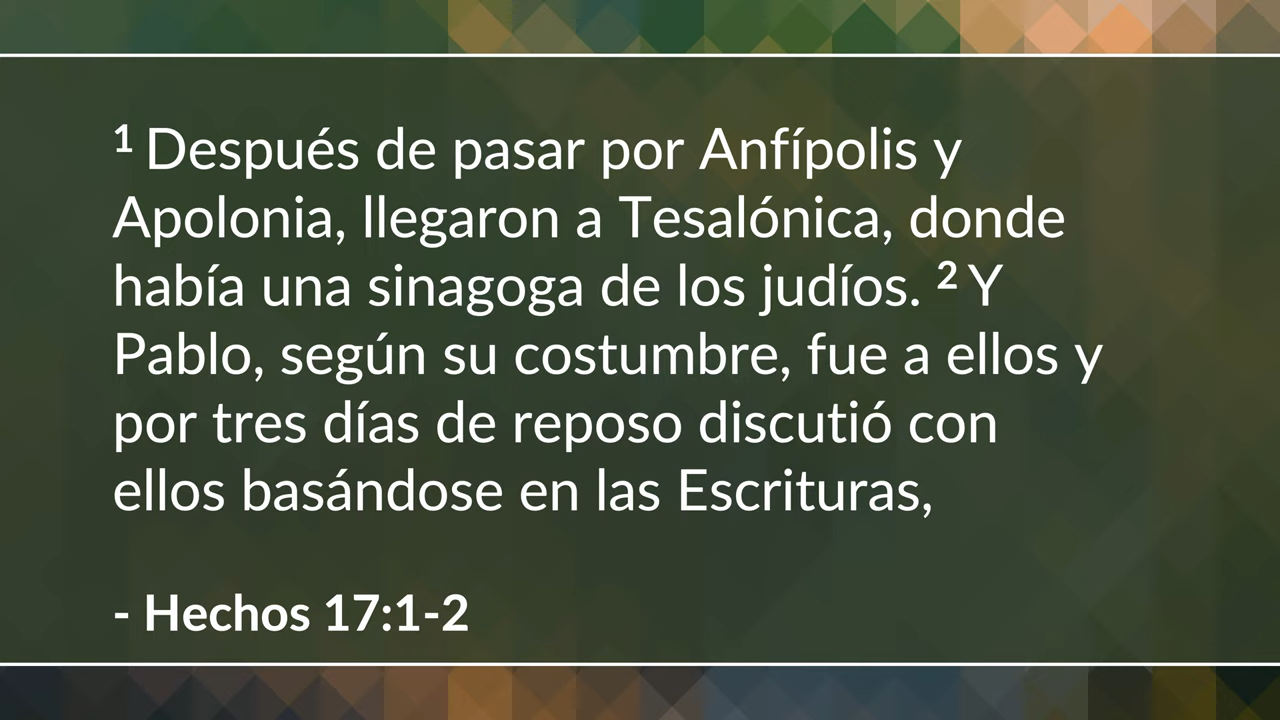 ¹ Después de pasar por Anfípolis y
Apolonia, llegaron a Tesalónica, donde
había una sinagoga de los judíos. ² Y
Pablo, según su costumbre, fue a ellos y
por tres días de reposo discutió con
ellos basándose en las Escrituras,
- Hechos 17:1-2